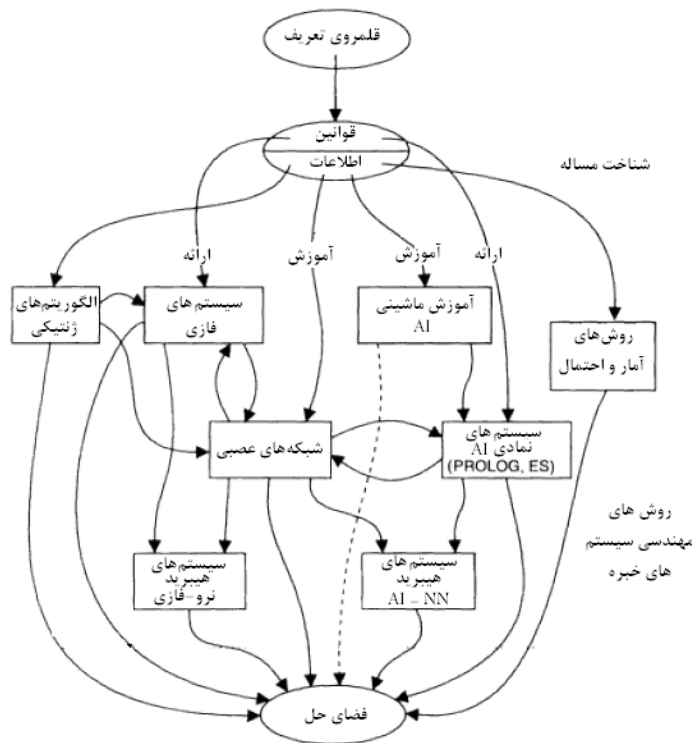 قلمروی تعریف
قوانین
اطلاعات
شناخت مساله
ارائه
آموزش
آموزش
ارائه
الگوریتم‌های
ژنتیکی
سیستم های
فازی
آموزش ماشینی
AI
روش‌های
آمار و احتمال
شبکه‌های عصبی
سیستم های
نمادی AI
(PROLOG, ES)
روش های
مهندسی سیستم
های خبره
سیستم‌های
هیبرید
نرو-فازی
سیستم‌های
هیبرید
AI – NN
فضای حل